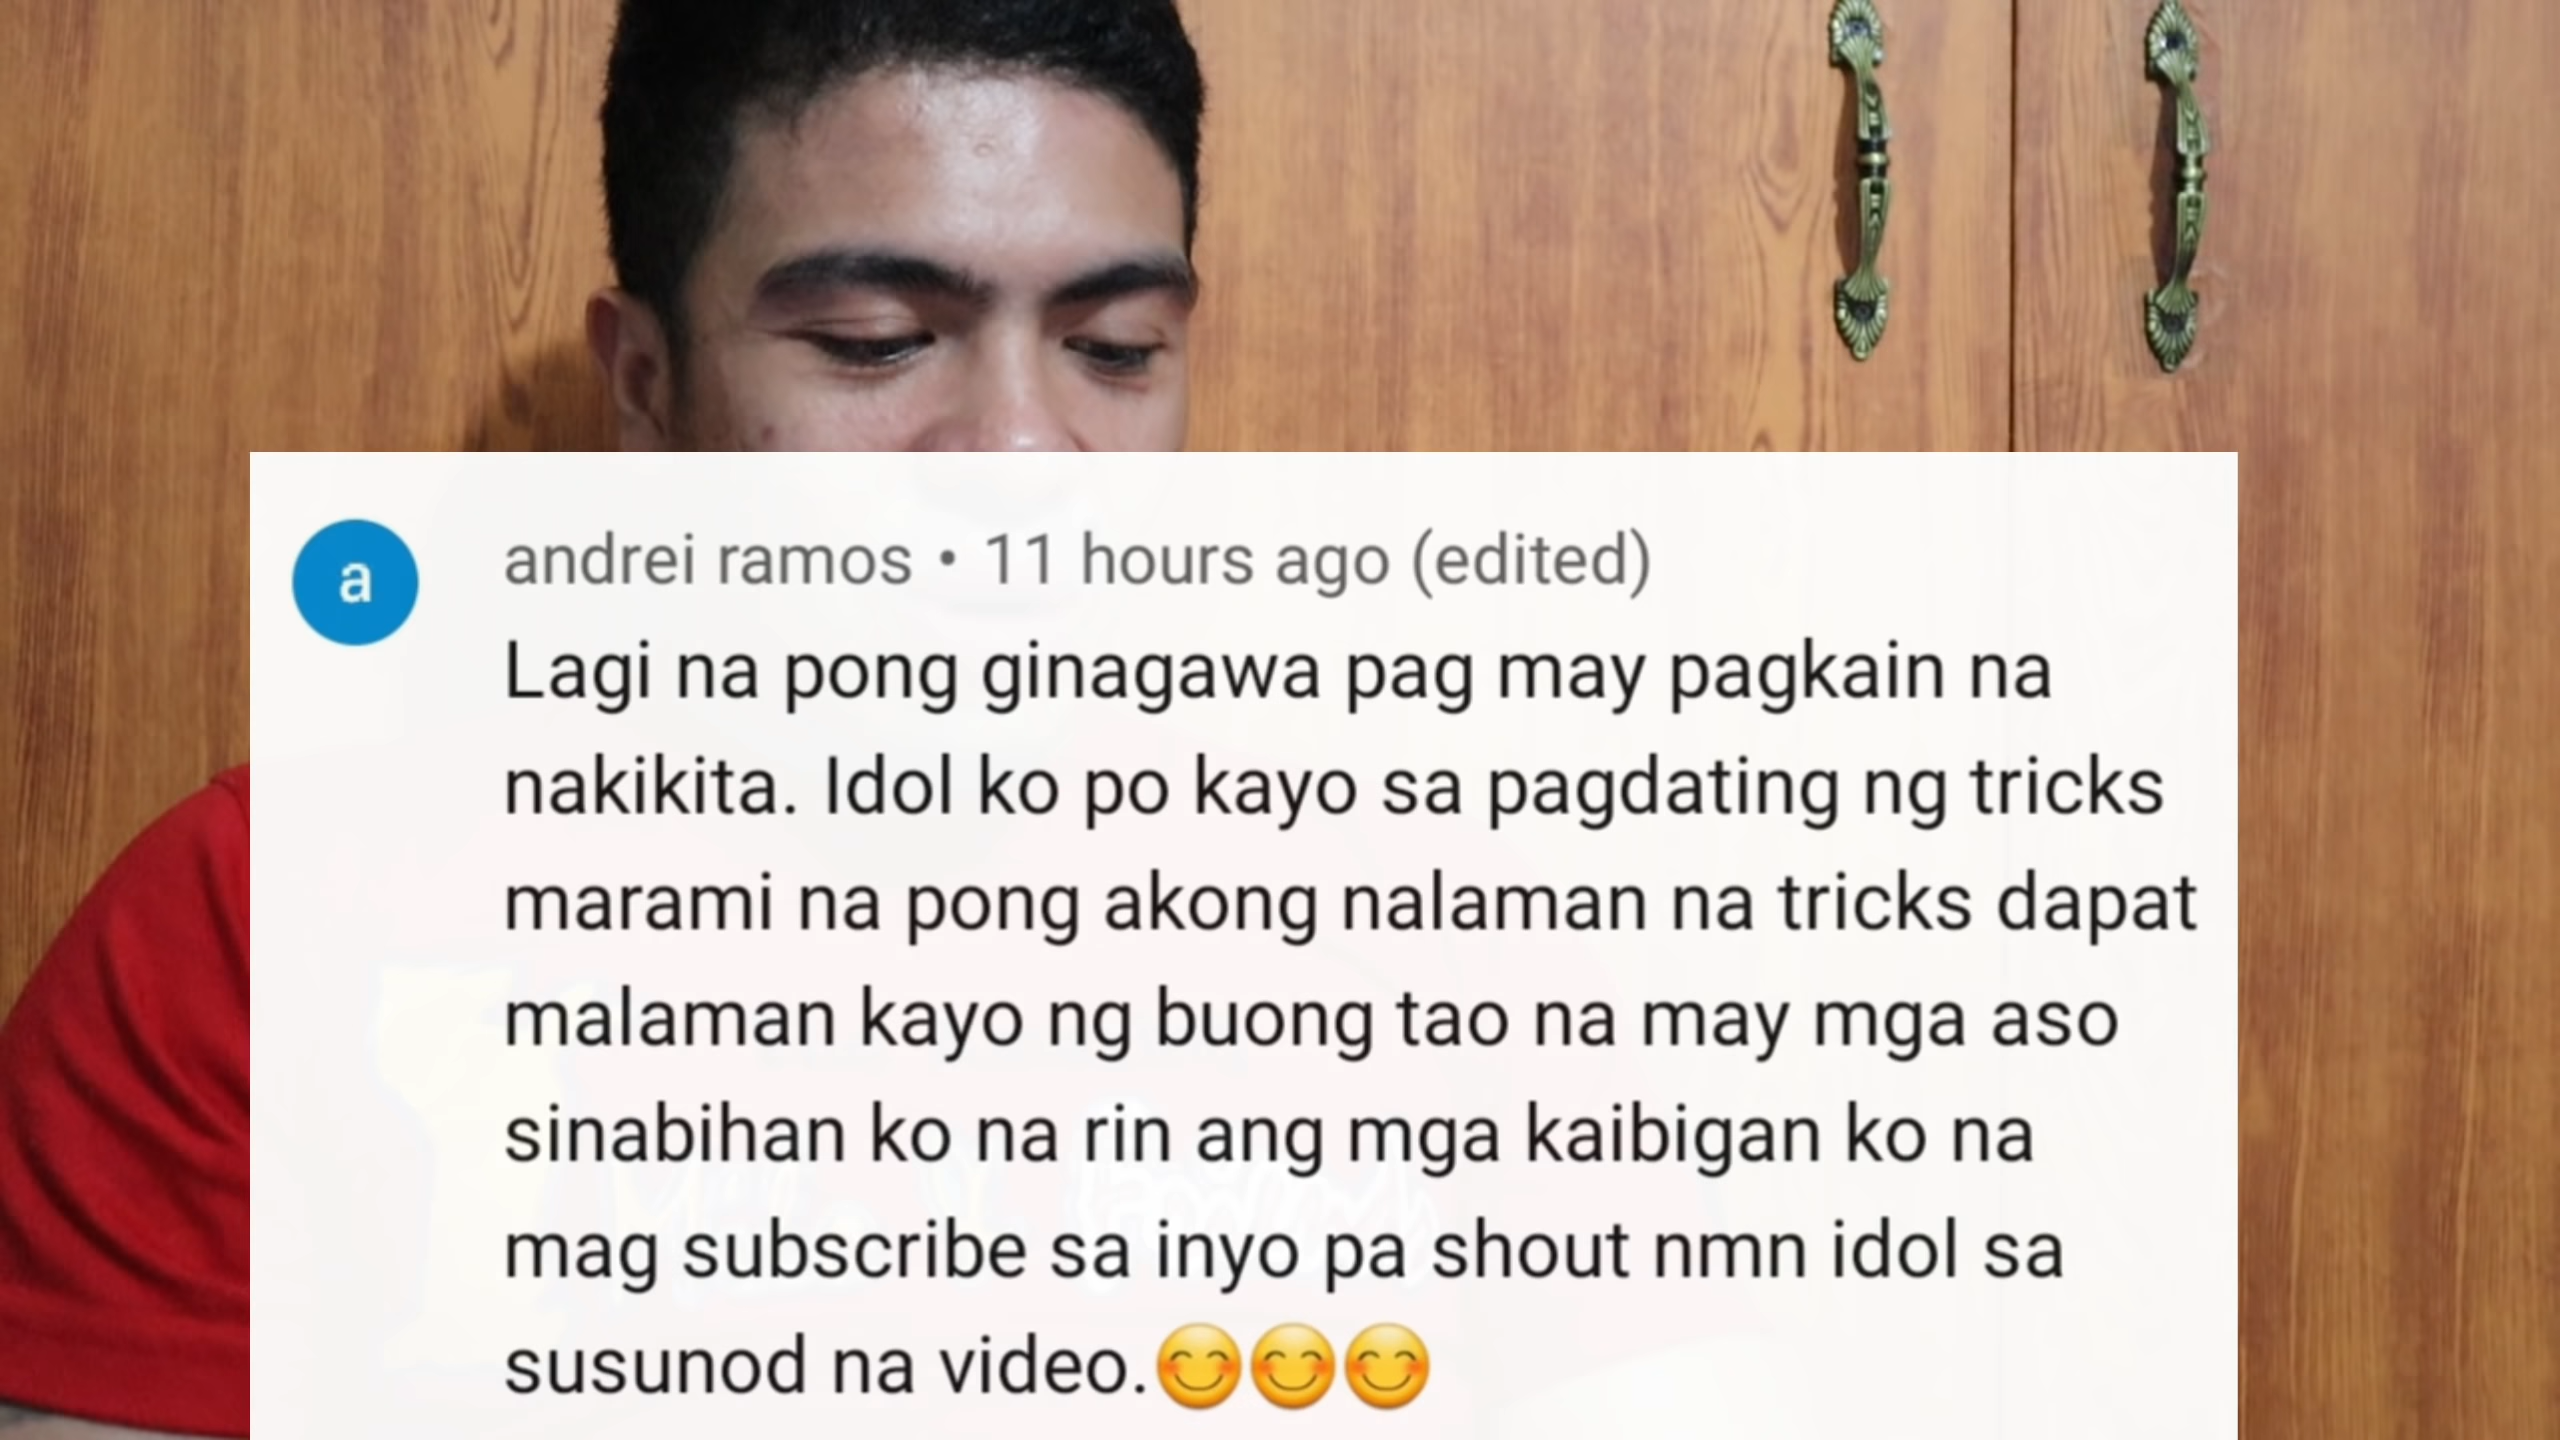 a
andrei ramos • 11 hours ago (edited)
Lagi na pong ginagawa pag may pagkain na
nakikita. Idol ko po kayo sa pagdating ng tricks
marami na pong akong nalaman na tricks dapat
malaman kayo ng buong tao na may mga aso
sinabihan ko na rin ang mga kaibigan ko na
mag subscribe sa inyo pa shout nmn idol sa
susunod na video.😊😊😊